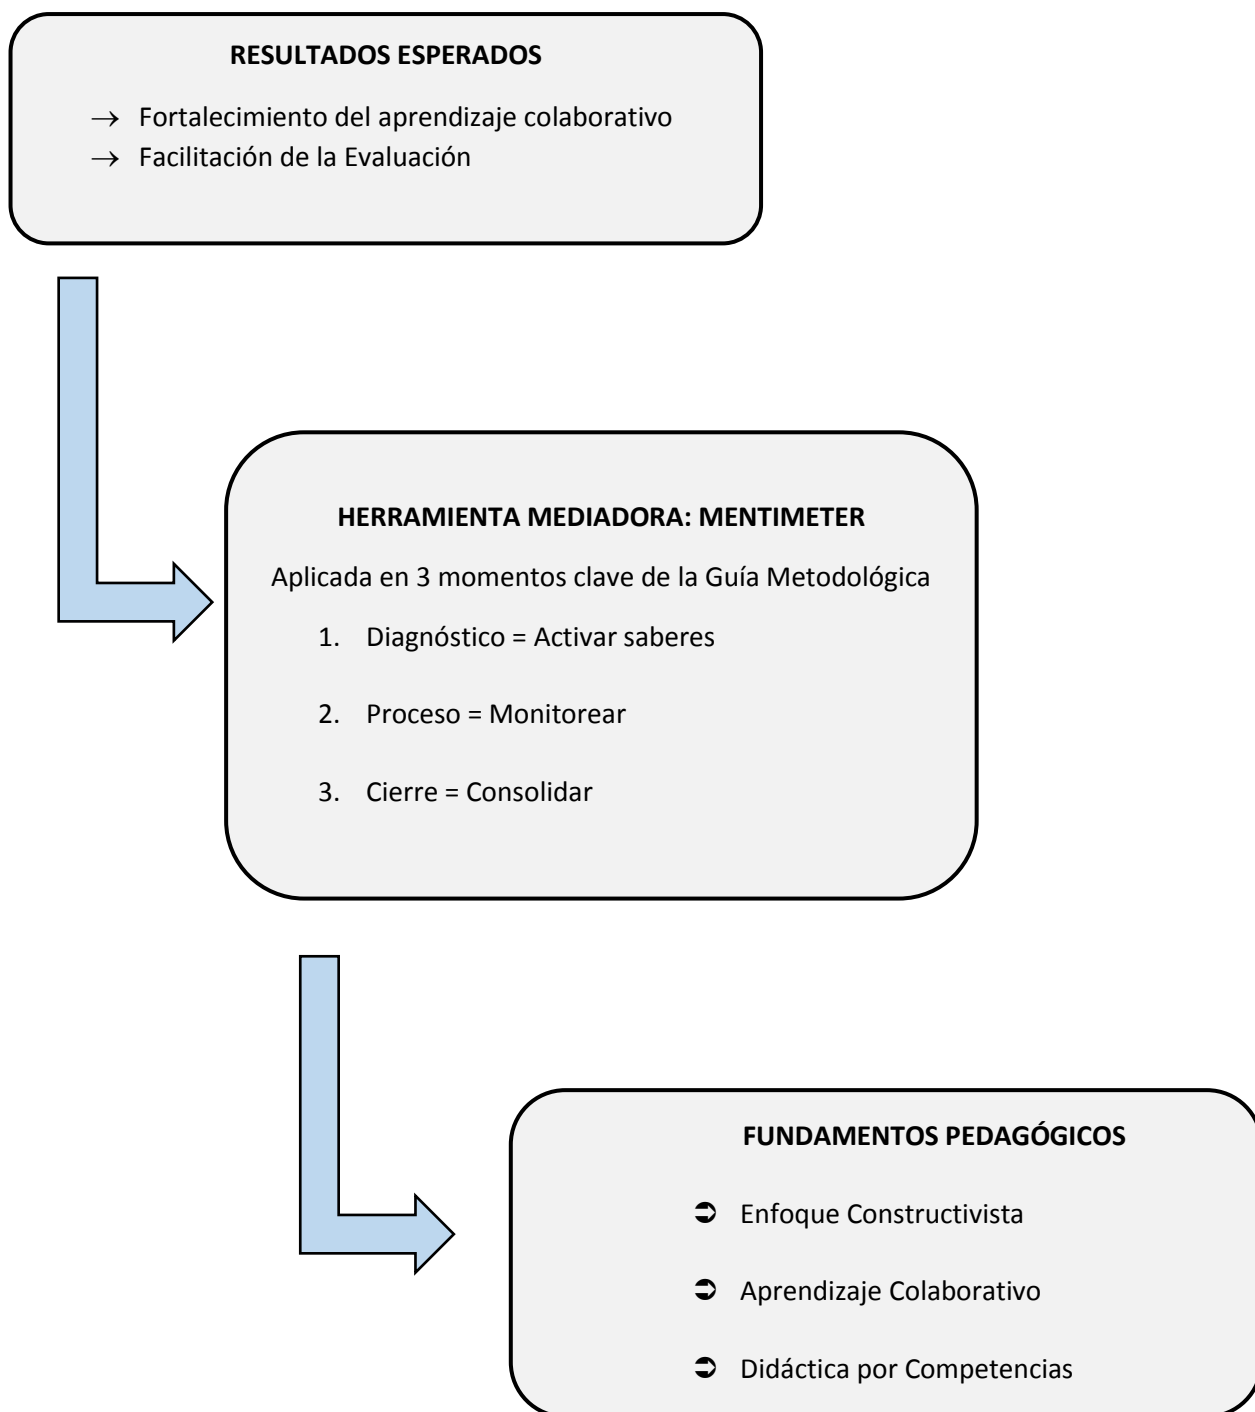 RESULTADOS ESPERADOS
→ Fortalecimiento del aprendizaje colaborativo
→ Facilitación de la Evaluación
HERRAMIENTA MEDIADORA: MENTIMETER
Aplicada en 3 momentos clave de la Guía Metodológica
1. Diagnóstico = Activar saberes
2. Proceso = Monitorear
3. Cierre = Consolidar
FUNDAMENTOS PEDAGÓGICOS
➲ Enfoque Constructivista
➲ Aprendizaje Colaborativo
➲ Didáctica por Competencias